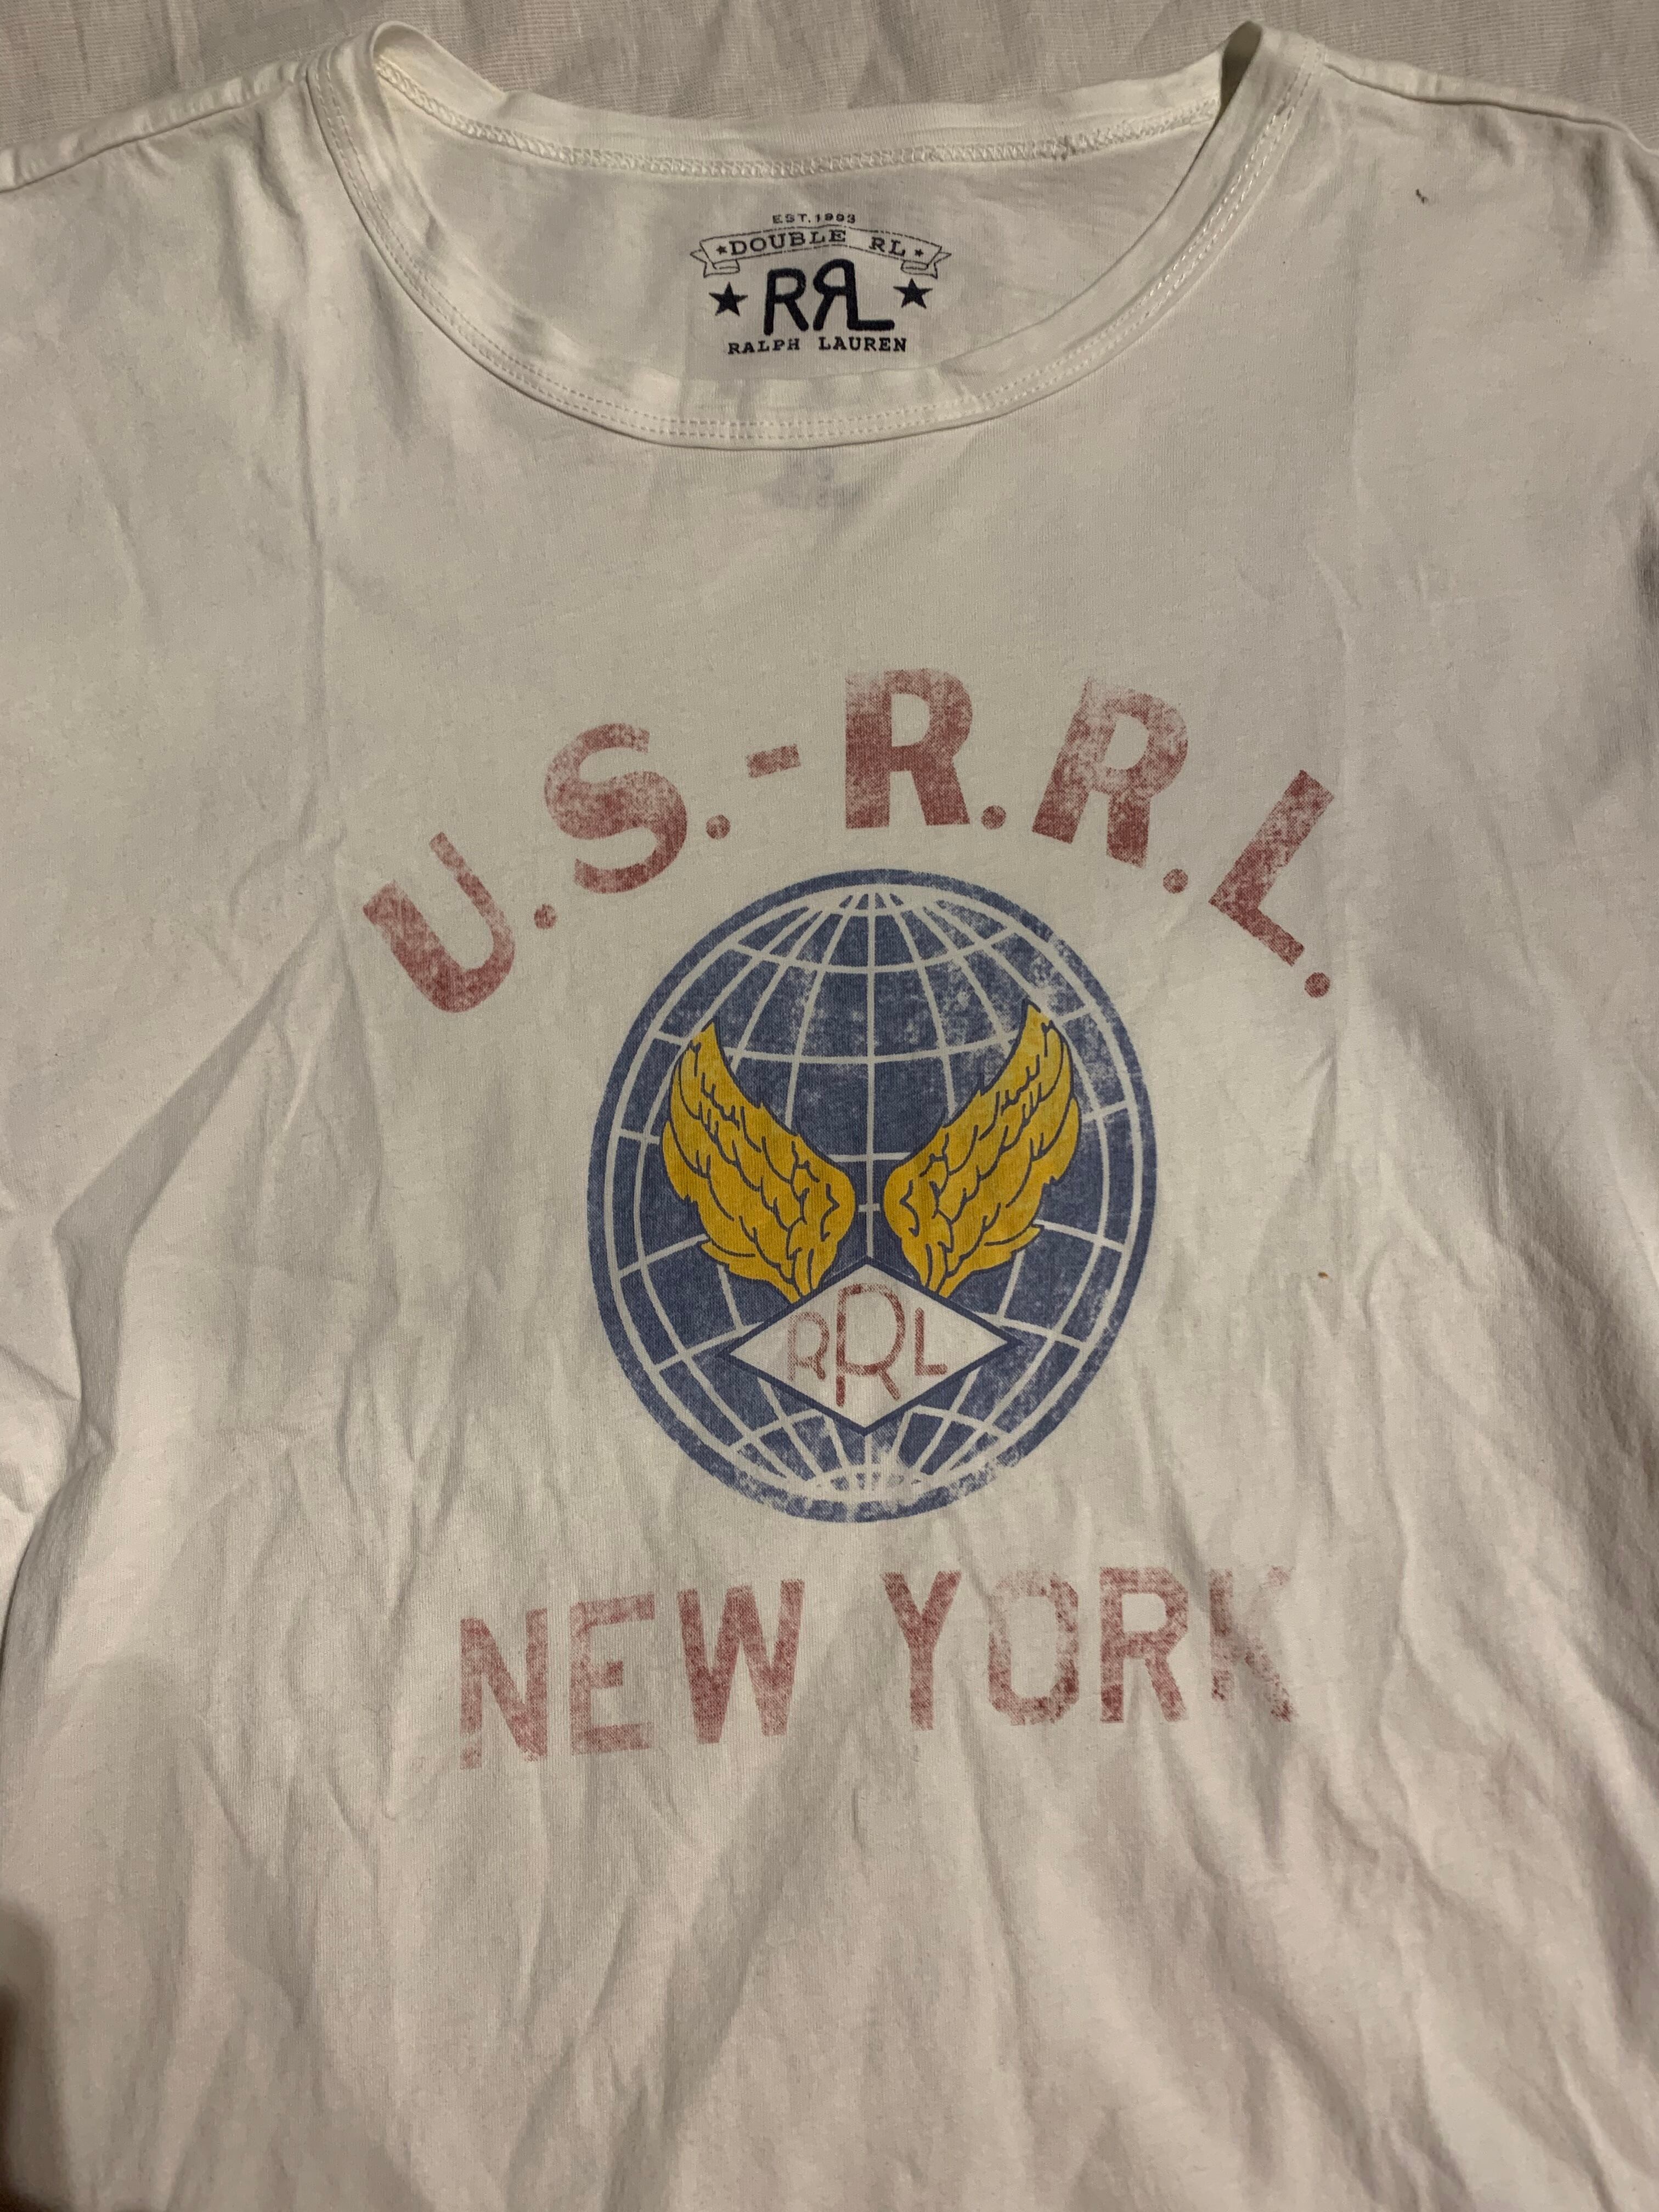 EST. 1993
DOUBLE RL
RRL
RALPH LAUREN
U.S.-R.R.L.
RRL
NEW YORK